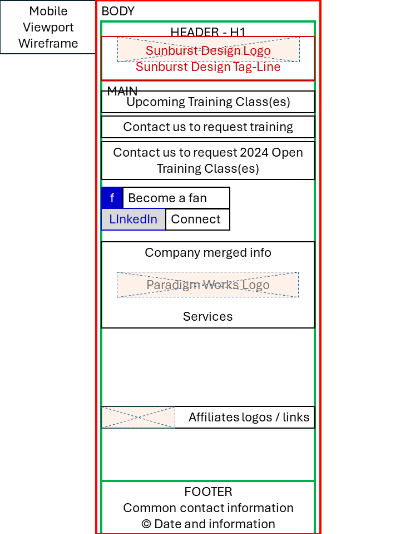 Mobile
Viewport
Wireframe
BODY
HEADER - H1
Sunburst Design Logo
Sunburst Design Tag-Line
MAIN
Upcoming Training Class(es)
Contact us to request training
Contact us to request 2024 Open
Training Class(es)
f Become a fan
LInkedIn Connect
Company merged info
Paradigm Works Logo
Services
Affiliates logos / links
FOOTER
Common contact information
© Date and information